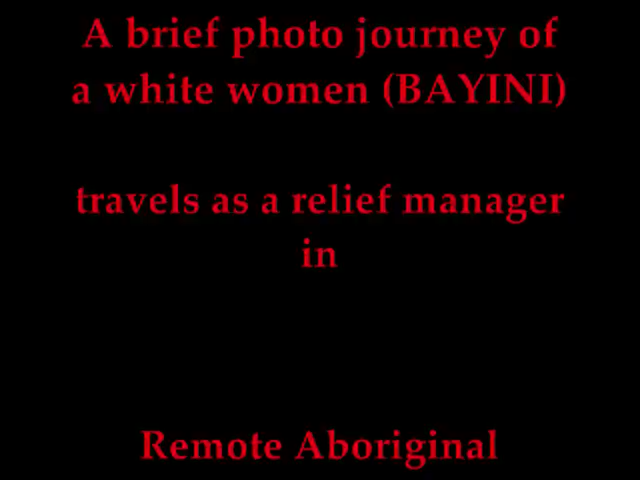 A brief photo journey of
a white women (BAYINI)
travels as a relief manager
in
Remote Aboriginal